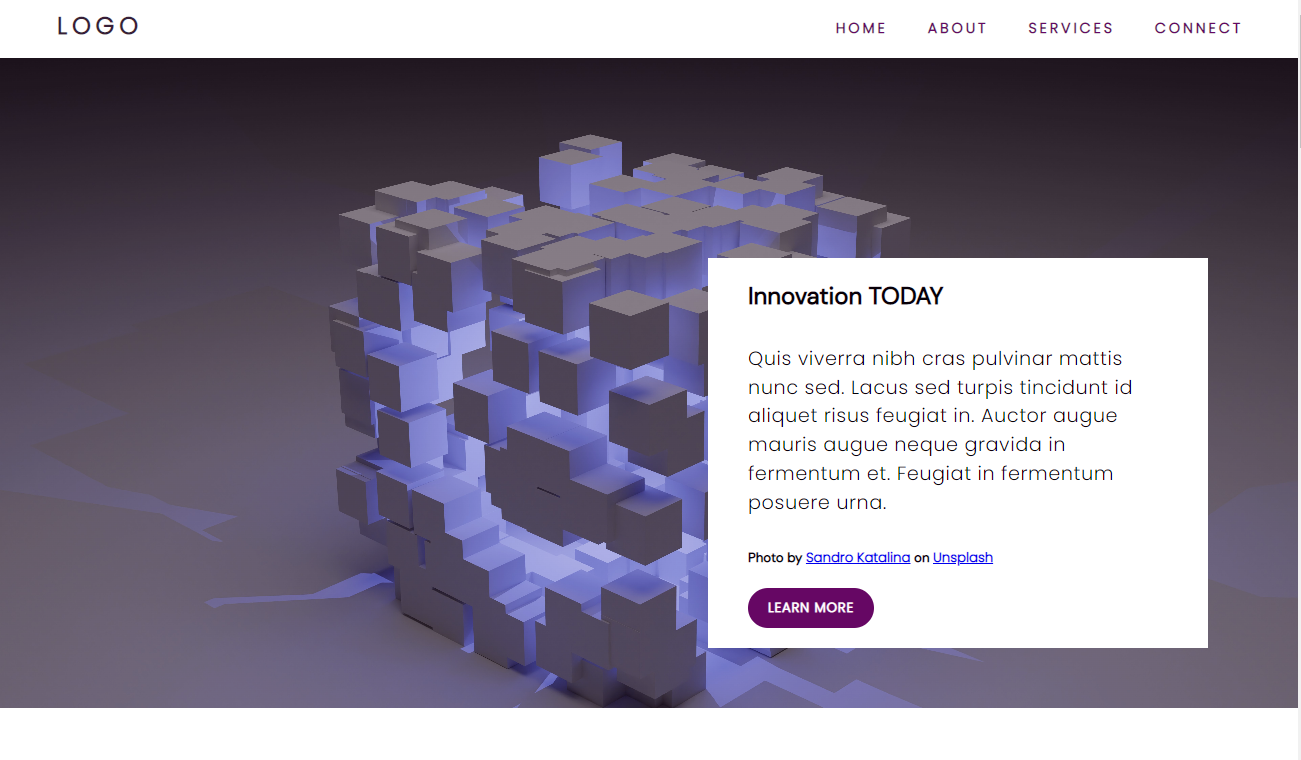 LOGO
HOME ABOUT SERVICES CONNECT
Innovation TODAY
Quis viverra nibh cras pulvinar mattis
nunc sed. Lacus sed turpis tincidunt id
aliquet risus feugiat in. Auctor augue
mauris augue neque gravida in
fermentum et. Feugiat in fermentum
posuere urna.
Photo by Sandro Katalina on Unsplash
LEARN MORE